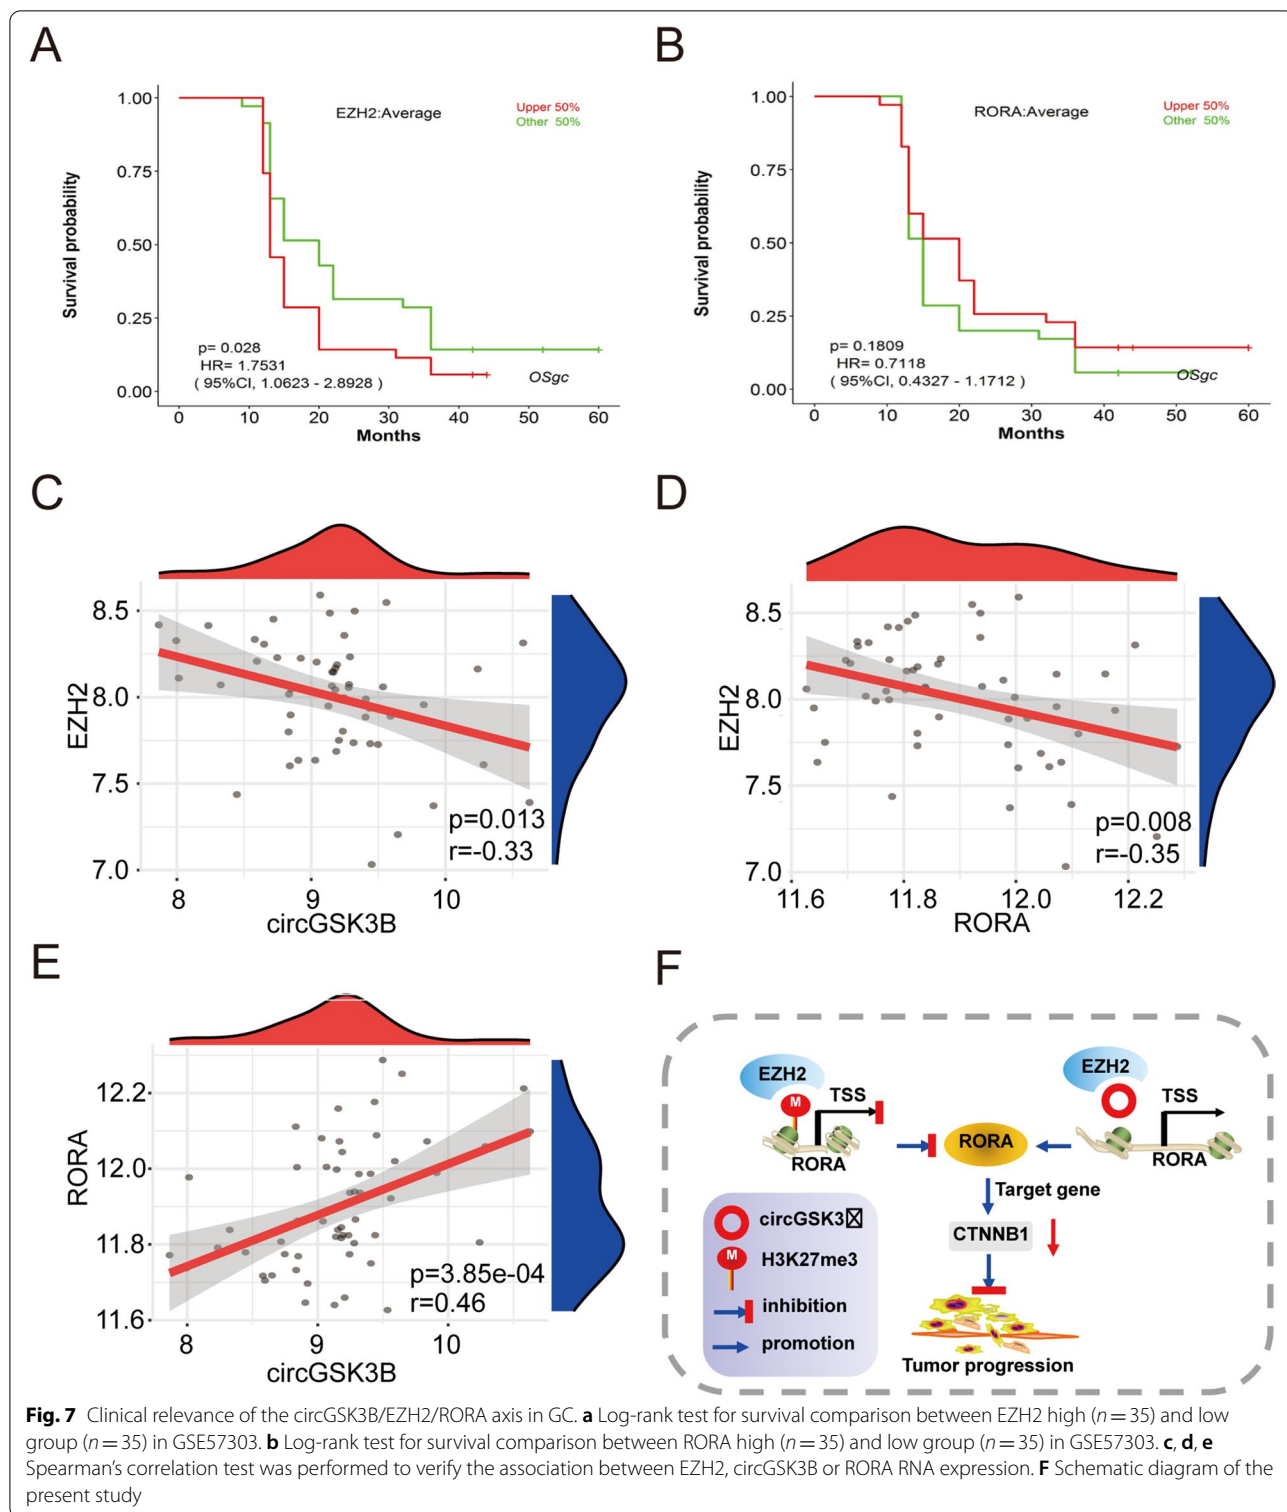 A
EZH2:Average
Upper 50%
Other 50%
1.00
0.75
0.50
0.25
0.00
Survival probability
p= 0.028
HR= 1.7531
( 95%CI, 1.0623 - 2.8928 )
OSgc
0 10 20 30 40 50 60
Months
B
RORA:Average
Upper 50%
Other 50%
1.00
0.75
0.50
0.25
0.00
Survival probability
p= 0.1809
HR= 0.7118
( 95%CI, 0.4327 - 1.1712 )
OSgc
0 10 20 30 40 50 60
Months
C
8.5
8.0
7.5
7.0
EZH2
p=0.013
r=-0.33
8 9 10
circGSK3B
D
8.5
8.0
7.5
7.0
EZH2
p=0.008
r=-0.35
11.6 11.8 12.0 12.2
RORA
E
12.2
12.0
11.8
11.6
RORA
p=3.85e-04
r=0.46
8 9 10
circGSK3B
F
EZH2
M
TSS
RORA
RORA
EZH2
TSS
RORA
Target gene
CTNNB1
Tumor progression
circGSK3☒
M
H3K27me3
inhibition
promotion
Fig. 7 Clinical relevance of the circGSK3B/EZH2/RORA axis in GC. a Log-rank test for survival comparison between EZH2 high (n = 35) and low
group (n = 35) in GSE57303. b Log-rank test for survival comparison between RORA high (n = 35) and low group (n = 35) in GSE57303. c, d, e
Spearman's correlation test was performed to verify the association between EZH2, circGSK3B or RORA RNA expression. F Schematic diagram of the
present study